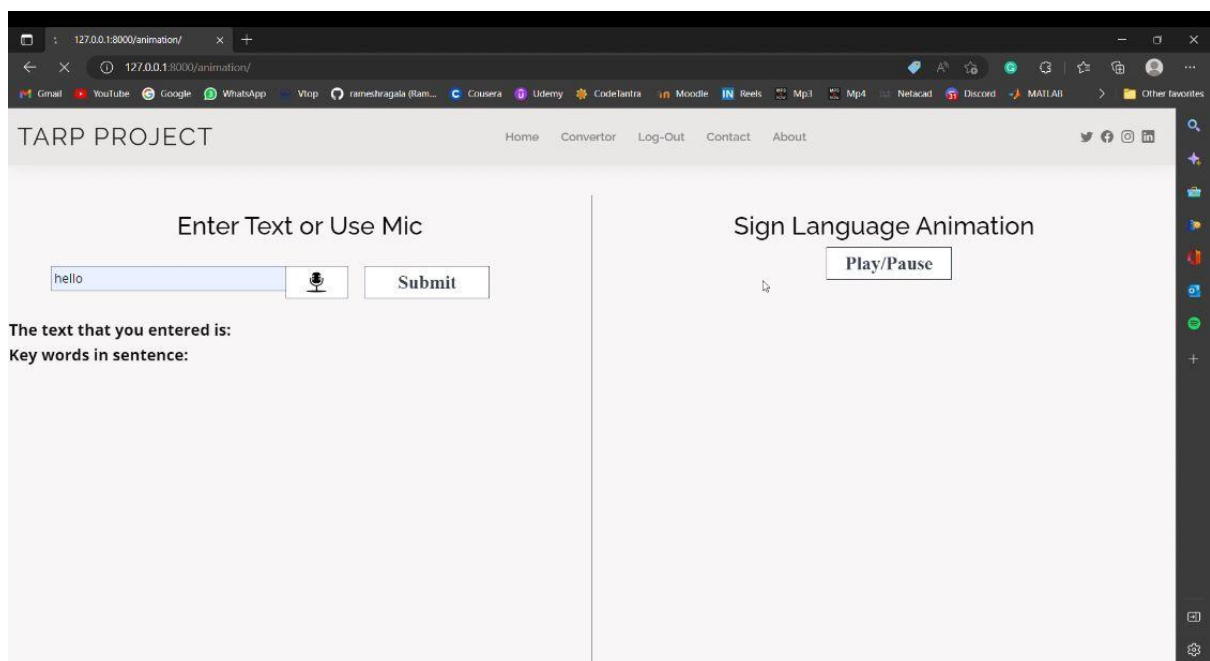 127.0.0.1:8000/animation/
127.0.0.1:8000/animation/
Gmail YouTube Google WhatsApp Vtop rameshragala (Ram... Cousera Udemy Codetantra Moodle Reels Mp3 Mp4 Netacad Discord MATLAB Other favorites
TARP PROJECT Home Convertor Log-Out Contact About
Enter Text or Use Mic
hello Submit
The text that you entered is:
Key words in sentence:
Sign Language Animation
Play/Pause